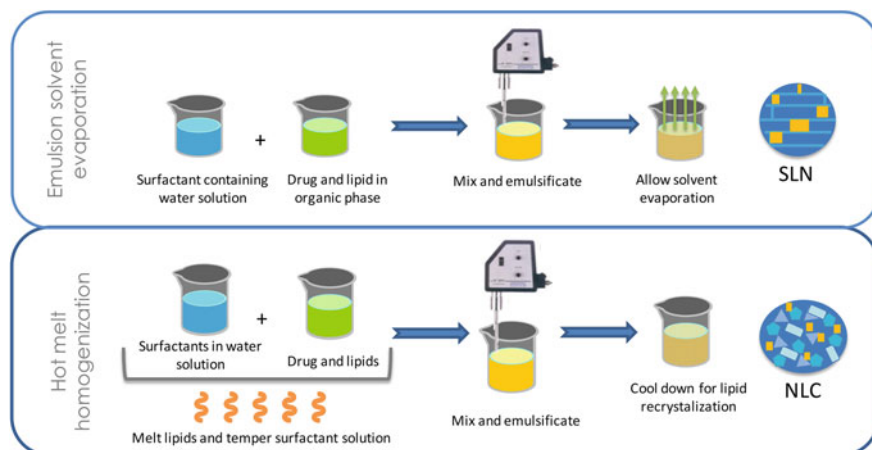 Emulsion solvent
evaporation
+
Surfactant containing
water solution
Drug and lipid in
organic phase
Mix and emulsificate
Allow solvent
evaporation
SLN
Hot melt
homogenization
+
Surfactants in water
solution
Drug and lipids
Melt lipids and temper surfactant solution
Mix and emulsificate
Cool down for lipid
recrystalization
NLC